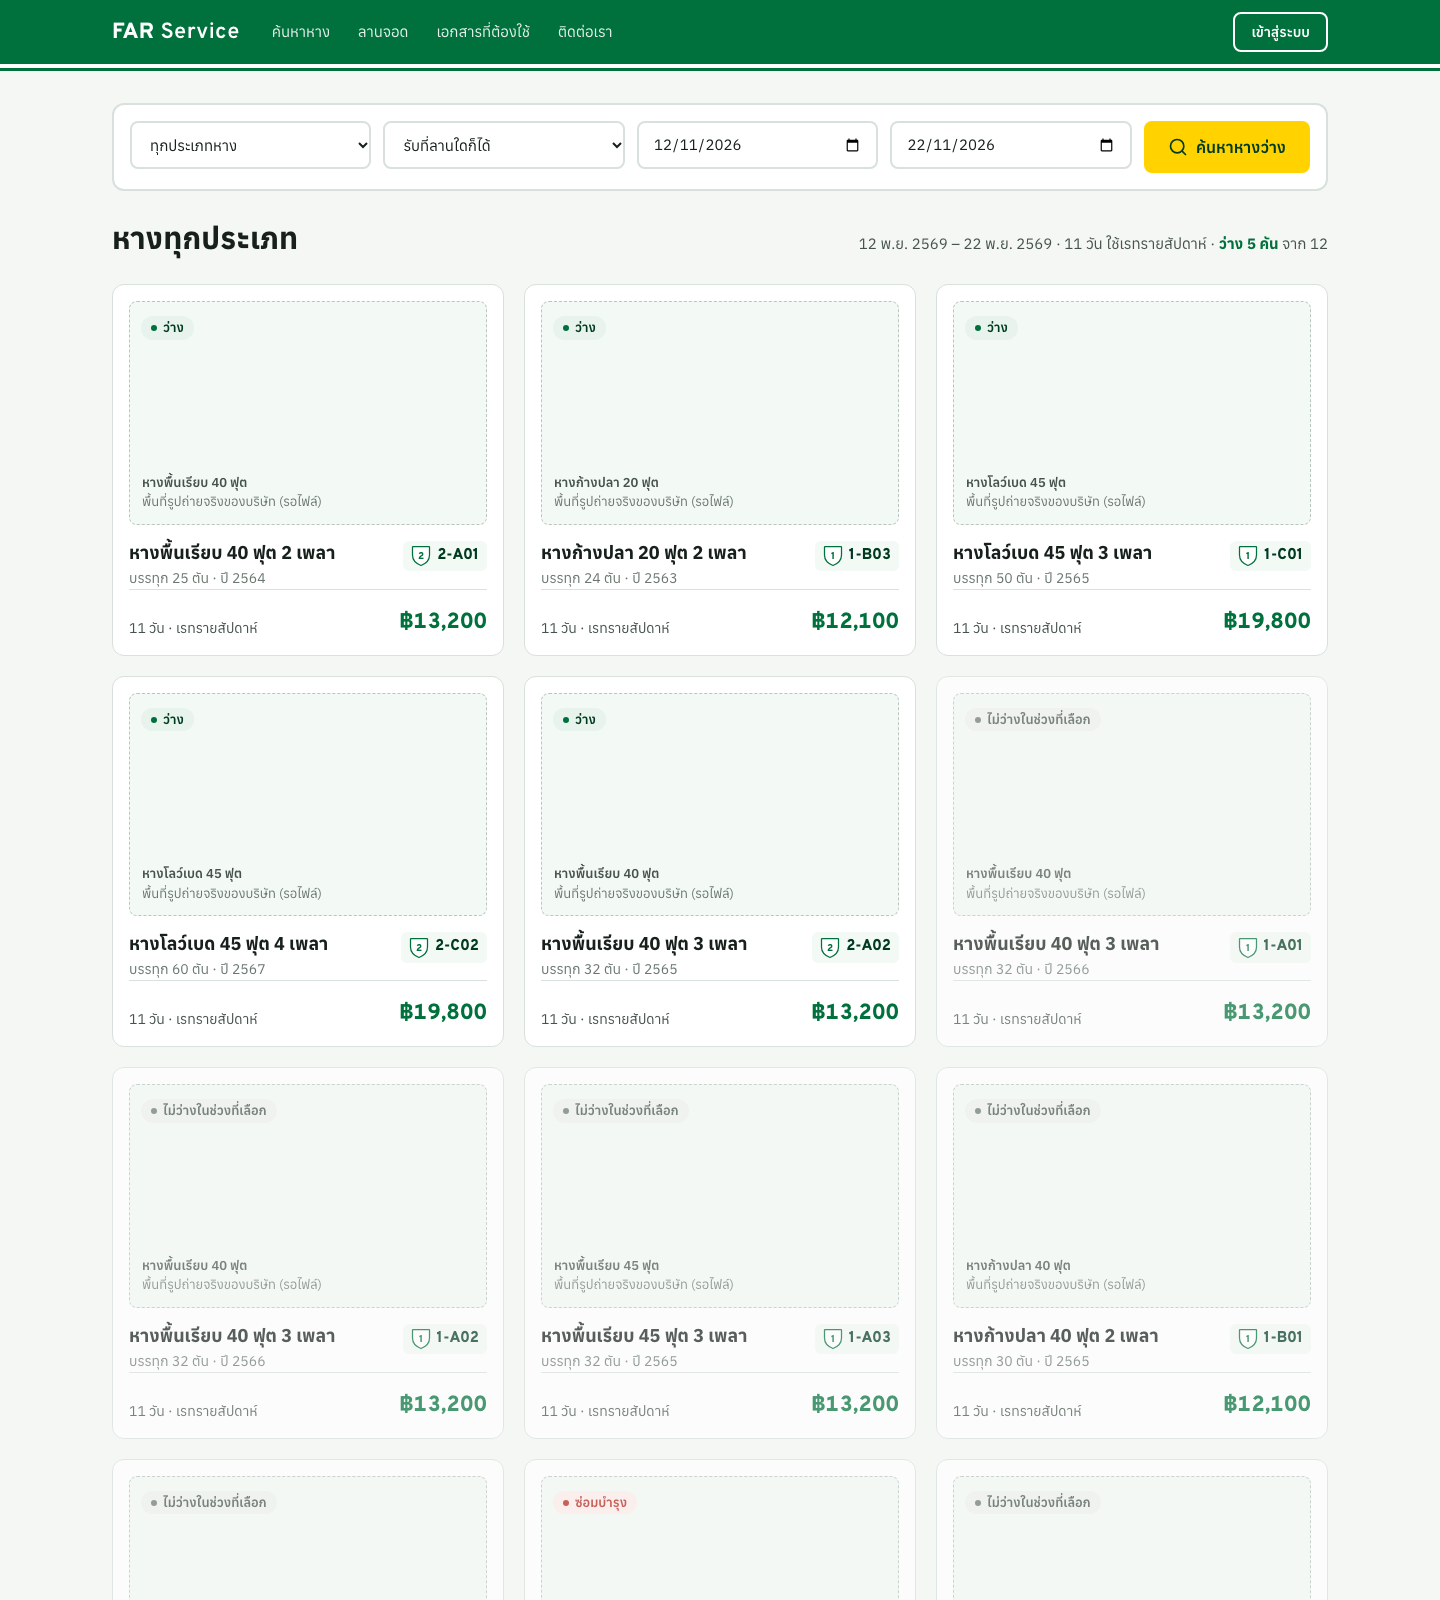 FAR Service ค้นหาหาง ลานจอด เอกสารที่ต้องใช้ ติดต่อเรา เข้าสู่ระบบ
ทุกประเภทหาง รับที่ลานใดก็ได้ 12/11/2026 22/11/2026 ค้นหาหางว่าง
หางทุกประเภท
12 พ.ย. 2569 – 22 พ.ย. 2569 · 11 วัน ใช้เรทรายสัปดาห์ · ว่าง 5 คัน จาก 12
ว่าง
หางพื้นเรียบ 40 ฟุต
พื้นที่รูปถ่ายจริงของบริษัท (รอไฟล์)
หางพื้นเรียบ 40 ฟุต 2 เพลา 2 2-A01
บรรทุก 25 ตัน · ปี 2564
11 วัน · เรทรายสัปดาห์ ฿13,200
ว่าง
หางก้างปลา 20 ฟุต
พื้นที่รูปถ่ายจริงของบริษัท (รอไฟล์)
หางก้างปลา 20 ฟุต 2 เพลา 1 1-B03
บรรทุก 24 ตัน · ปี 2563
11 วัน · เรทรายสัปดาห์ ฿12,100
ว่าง
หางโลว์เบด 45 ฟุต
พื้นที่รูปถ่ายจริงของบริษัท (รอไฟล์)
หางโลว์เบด 45 ฟุต 3 เพลา 1 1-C01
บรรทุก 50 ตัน · ปี 2565
11 วัน · เรทรายสัปดาห์ ฿19,800
ว่าง
หางโลว์เบด 45 ฟุต
พื้นที่รูปถ่ายจริงของบริษัท (รอไฟล์)
หางโลว์เบด 45 ฟุต 4 เพลา 2 2-C02
บรรทุก 60 ตัน · ปี 2567
11 วัน · เรทรายสัปดาห์ ฿19,800
ว่าง
หางพื้นเรียบ 40 ฟุต
พื้นที่รูปถ่ายจริงของบริษัท (รอไฟล์)
หางพื้นเรียบ 40 ฟุต 3 เพลา 2 2-A02
บรรทุก 32 ตัน · ปี 2565
11 วัน · เรทรายสัปดาห์ ฿13,200
ไม่ว่างในช่วงที่เลือก
หางพื้นเรียบ 40 ฟุต
พื้นที่รูปถ่ายจริงของบริษัท (รอไฟล์)
หางพื้นเรียบ 40 ฟุต 3 เพลา 1 1-A01
บรรทุก 32 ตัน · ปี 2566
11 วัน · เรทรายสัปดาห์ ฿13,200
ไม่ว่างในช่วงที่เลือก
หางพื้นเรียบ 40 ฟุต
พื้นที่รูปถ่ายจริงของบริษัท (รอไฟล์)
หางพื้นเรียบ 40 ฟุต 3 เพลา 1 1-A02
บรรทุก 32 ตัน · ปี 2566
11 วัน · เรทรายสัปดาห์ ฿13,200
ไม่ว่างในช่วงที่เลือก
หางพื้นเรียบ 45 ฟุต
พื้นที่รูปถ่ายจริงของบริษัท (รอไฟล์)
หางพื้นเรียบ 45 ฟุต 3 เพลา 1 1-A03
บรรทุก 32 ตัน · ปี 2565
11 วัน · เรทรายสัปดาห์ ฿13,200
ไม่ว่างในช่วงที่เลือก
หางก้างปลา 40 ฟุต
พื้นที่รูปถ่ายจริงของบริษัท (รอไฟล์)
หางก้างปลา 40 ฟุต 2 เพลา 1 1-B01
บรรทุก 30 ตัน · ปี 2565
11 วัน · เรทรายสัปดาห์ ฿12,100
ไม่ว่างในช่วงที่เลือก
ซ่อมบำรุง
ไม่ว่างในช่วงที่เลือก